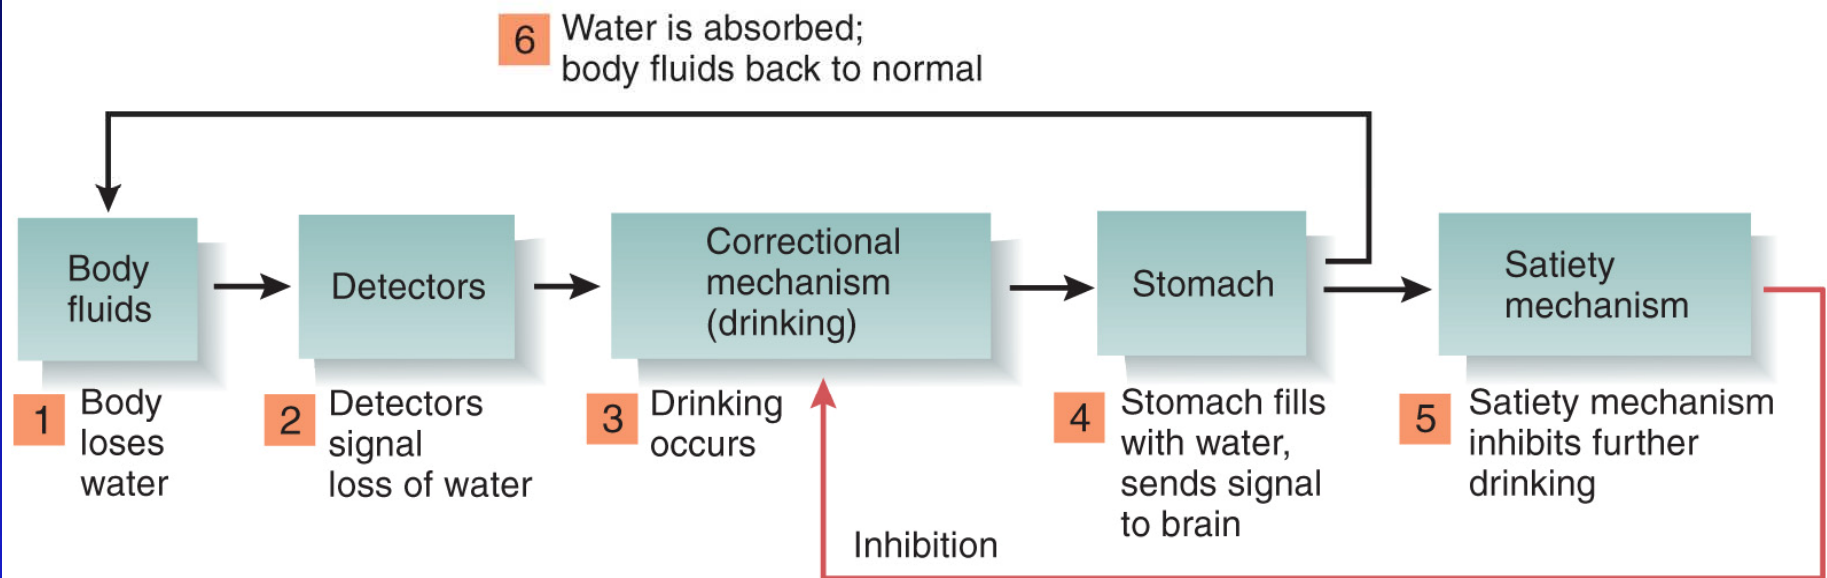 6
Water is absorbed;
body fluids back to normal
Body
fluids
Detectors
Correctional
mechanism
(drinking)
Stomach
Satiety
mechanism
1
Body
loses
water
2
Detectors
signal
loss of water
3
Drinking
occurs
4
Stomach fills
with water,
sends signal
to brain
5
Satiety mechanism
inhibits further
drinking
Inhibition